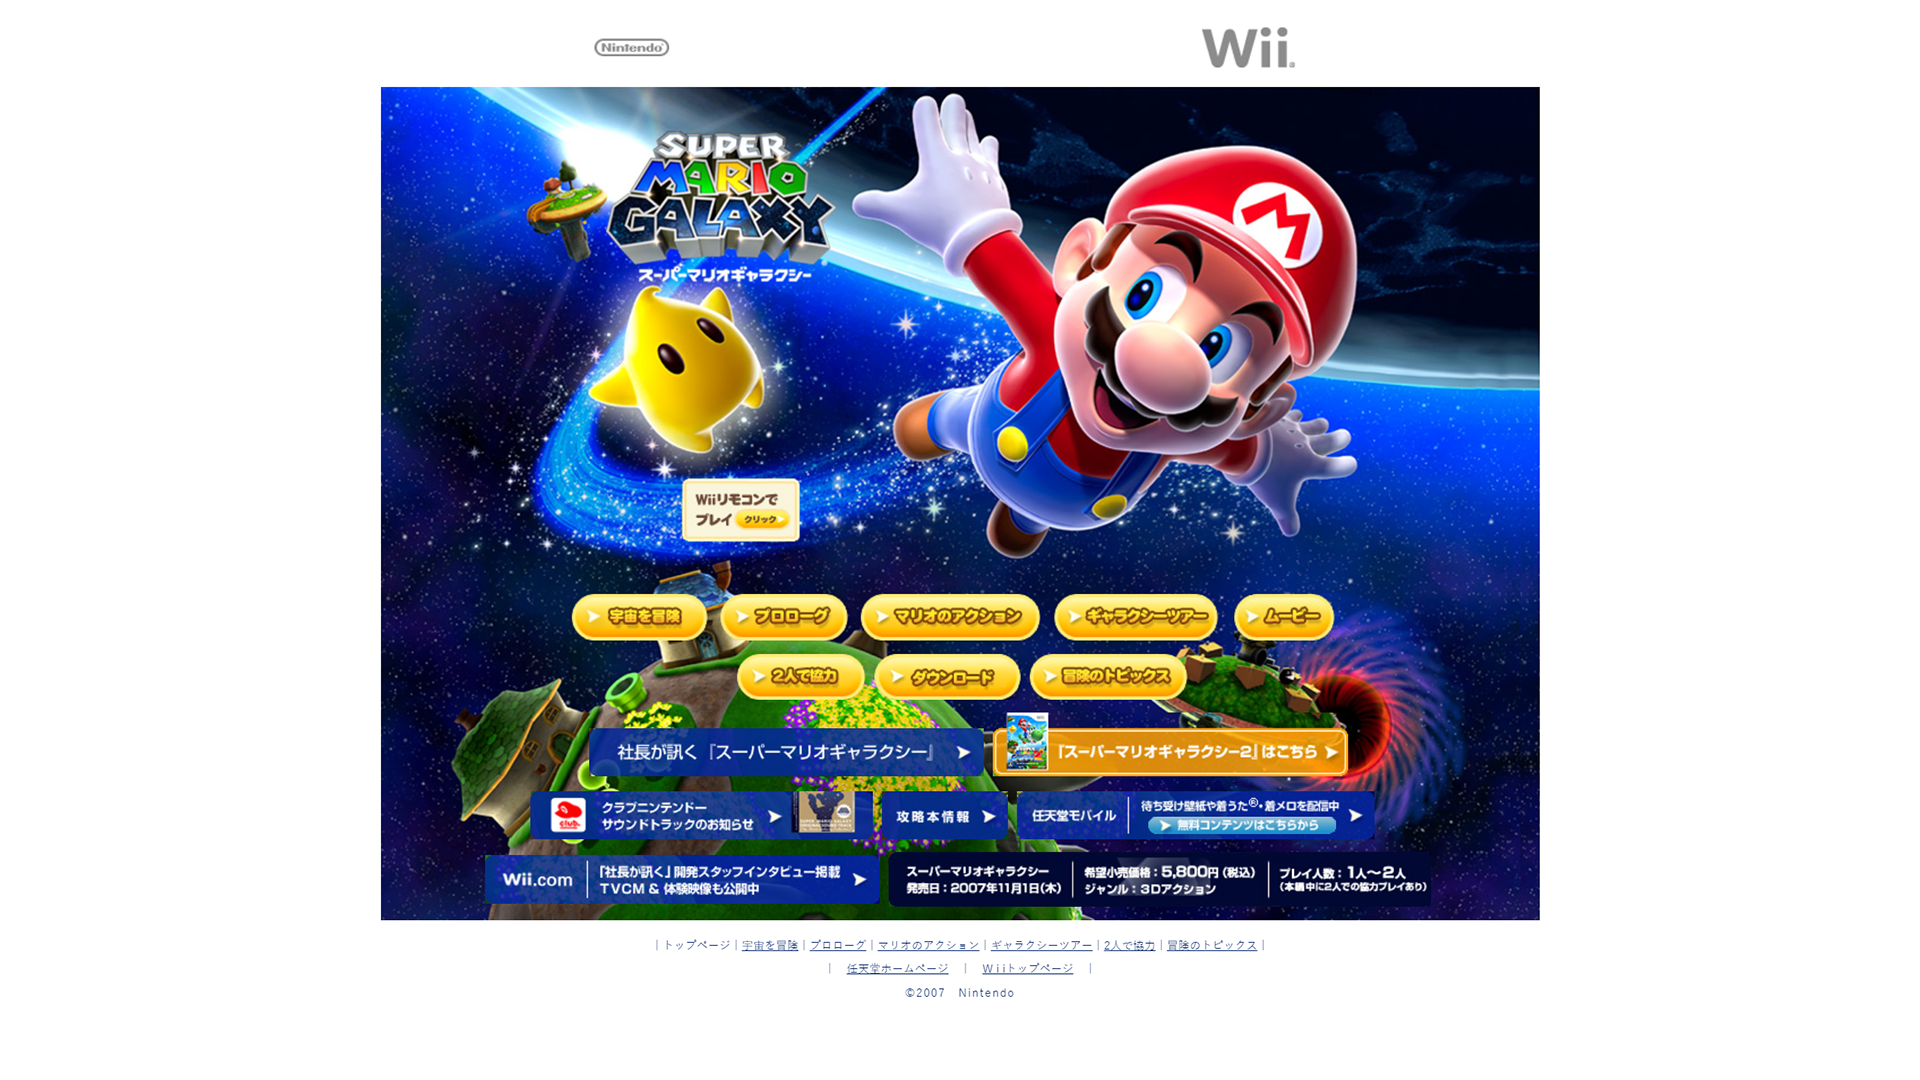 Nintendo
Wii
SUPER
MARIO
GALAXY
スーパーマリオギャラクシー
Wiiリモコンで
プレイ クリック
宇宙を冒険 プロローグ マリオのアクション ギャラクシーツアー ムービー
2人で協力 ダウンロード 冒険のトピックス
社長が訊く『スーパーマリオギャラクシー』
『スーパーマリオギャラクシー2』はこちら
クラブニンテンドー
サウンドトラックのお知らせ
攻略本情報
任天堂モバイル
待ち受け壁紙や着うた®・着メロを配信中
無料コンテンツはこちらから
Wii.com
『社長が訊く』開発スタッフインタビュー掲載
TVCM & 体験映像も公開中
スーパーマリオギャラクシー
発売日：2007年11月1日(木)
希望小売価格：5,800円（税込）
ジャンル：3Dアクション
プレイ人数：1人～2人
（本編中に2人での協力プレイあり）
｜トップページ｜宇宙を冒険｜プロローグ｜マリオのアクション｜ギャラクシーツアー｜2人で協力｜冒険のトピックス｜
｜ 任天堂ホームページ ｜ Wiiトップページ ｜
©2007 Nintendo